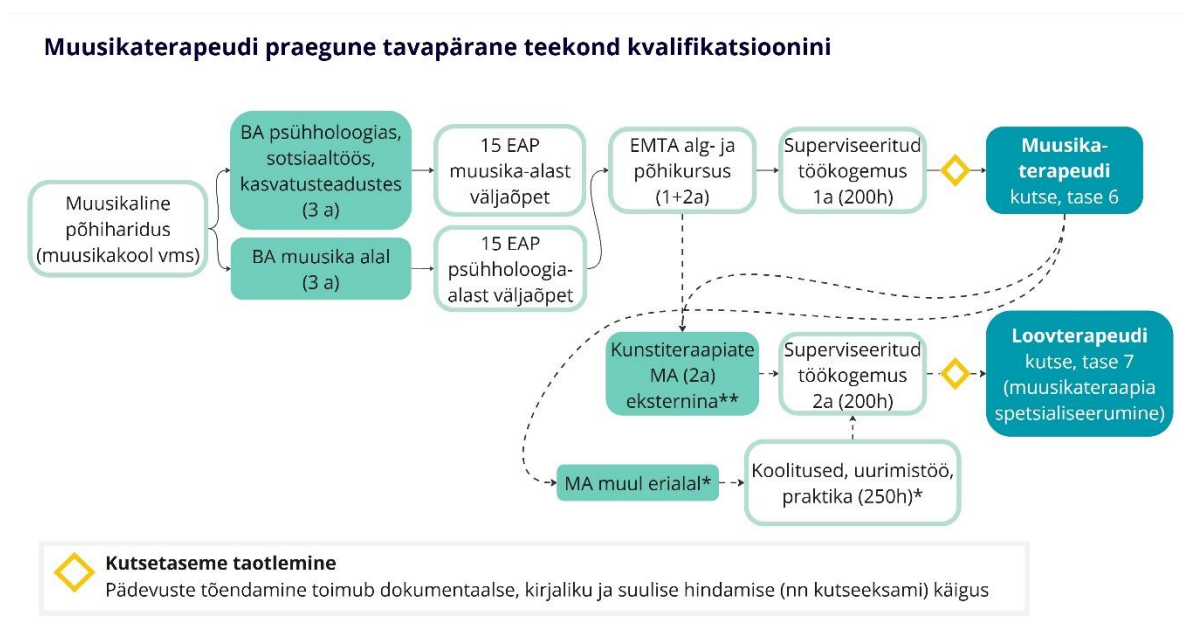 Muusikaterapeudi praegune tavapärane teekond kvalifikatsioonini
Muusikaline
põhiharidus
(muusikakool vms)
BA psühholoogias,
sotsiaaltöös,
kasvatusteadustes
(3 a)
BA muusika alal
(3 a)
15 EAP
muusika-alast
väljaõpet
15 EAP
psühholoogia-
alast väljaõpet
EMTA alg- ja
põhikursus
(1+2a)
Superviseeritud
töökogemus
1a (200h)
Muusika-
terapeudi
kutse, tase 6
Kunstiteraapiate
MA (2a)
eksternina**
Superviseeritud
töökogemus
2a (200h)
Loovterapeudi
kutse, tase 7
(muusikateraapia
spetsialiseerumine)
MA muul erialal*
Koolitused, uurimistöö,
praktika (250h)*
Kutsetaseme taotlemine
Pädevuste tõendamine toimub dokumentaalse, kirjaliku ja suulise hindamise (nn kutseeksami) käigus